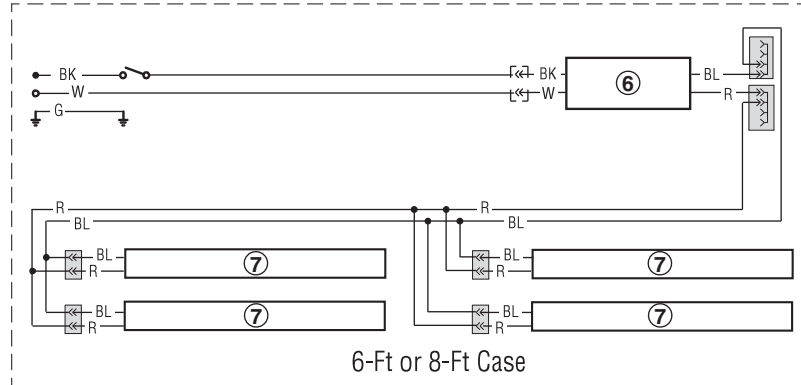 BK BK 6 BL
W W R
G
R R
BL BL
BL 7 BL 7
R R
BL 7 BL 7
R R
6-Ft or 8-Ft Case